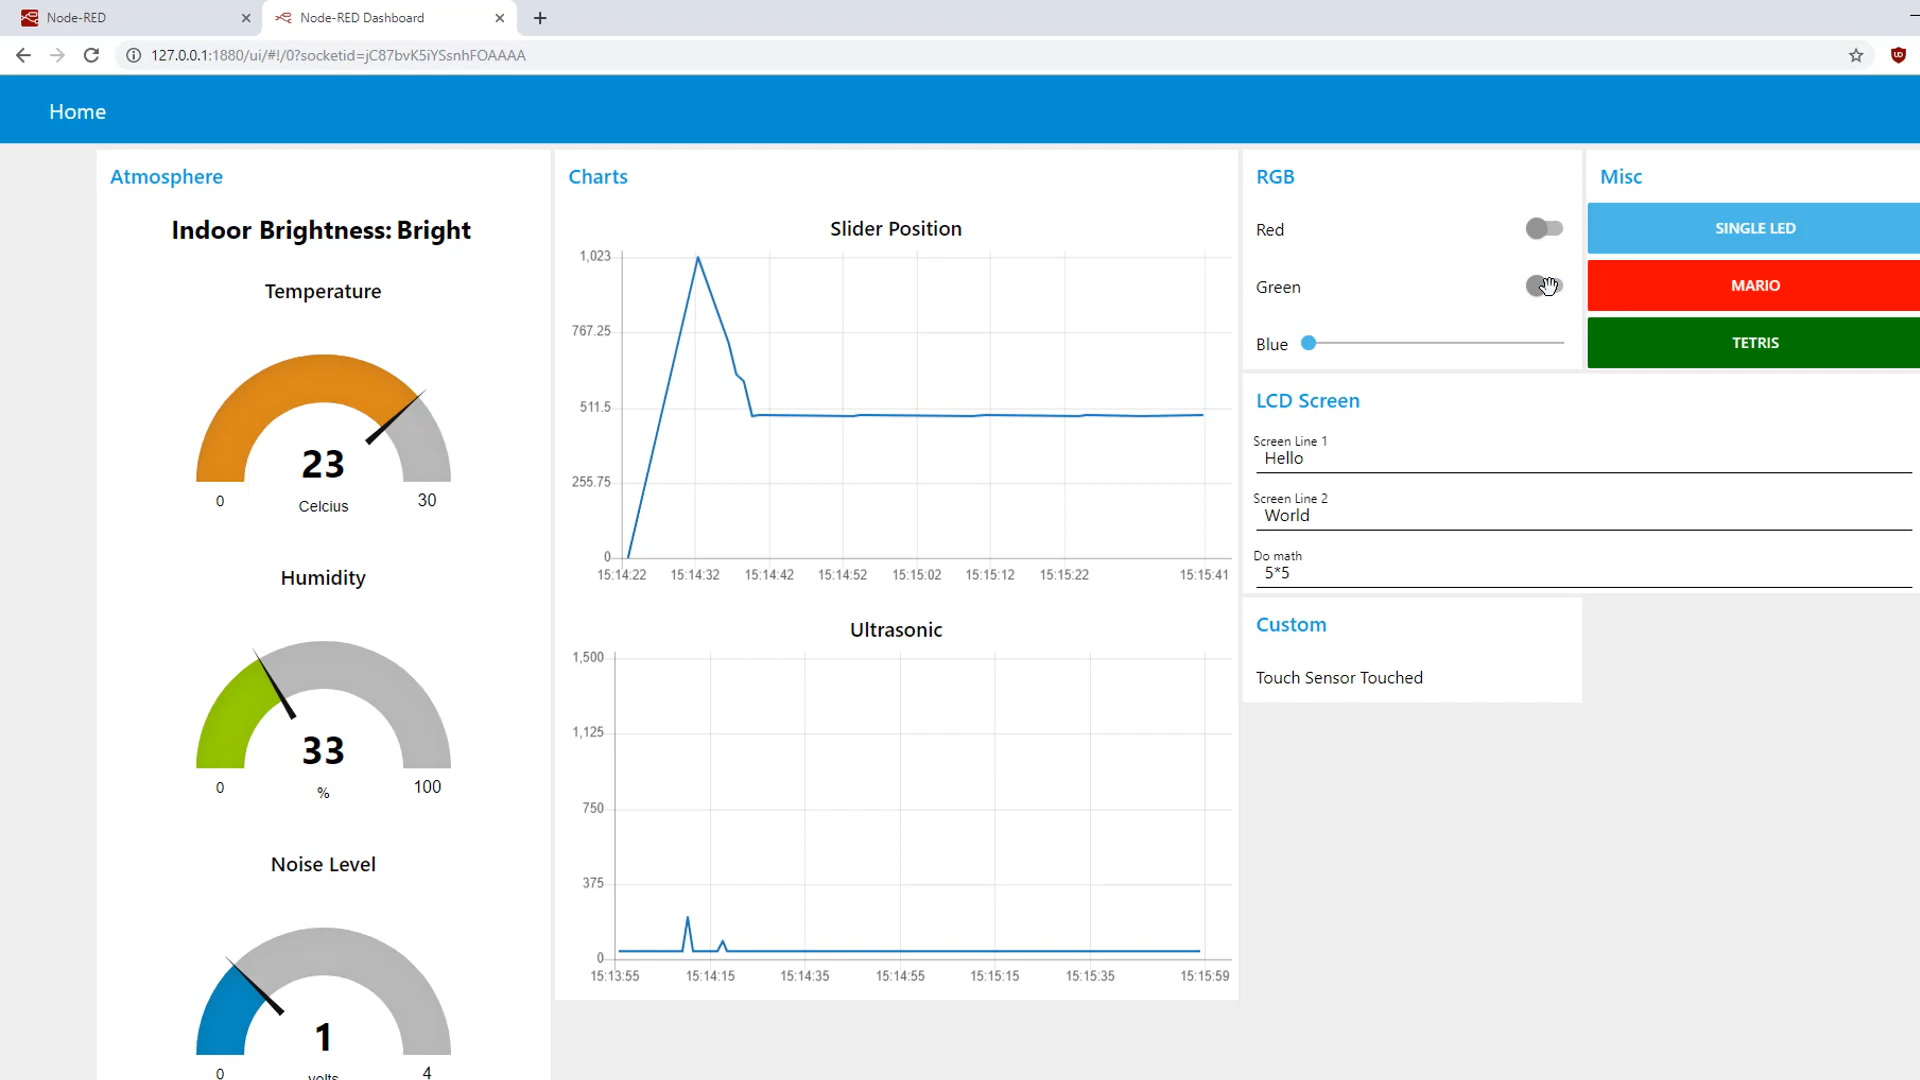 Node-RED
Node-RED Dashboard
127.0.0.1:1880/ui/#!/0?socketid=jC87bvK5iYSsnhFOAAAA
Home
Atmosphere
Indoor Brightness: Bright
Temperature
23
0
Celcius
30
Humidity
33
0
%
100
Noise Level
1
0
volts
4
Charts
Slider Position
1,023
767.25
511.5
255.75
0
15:14:22 15:14:32 15:14:42 15:14:52 15:15:02 15:15:12 15:15:22 15:15:41
Ultrasonic
1,500
1,125
750
375
0
15:13:55 15:14:15 15:14:35 15:14:55 15:15:15 15:15:35 15:15:59
RGB
Red
Green
Blue
Misc
SINGLE LED
MARIO
TETRIS
LCD Screen
Screen Line 1
Hello
Screen Line 2
World
Do math
5*5
Custom
Touch Sensor Touched